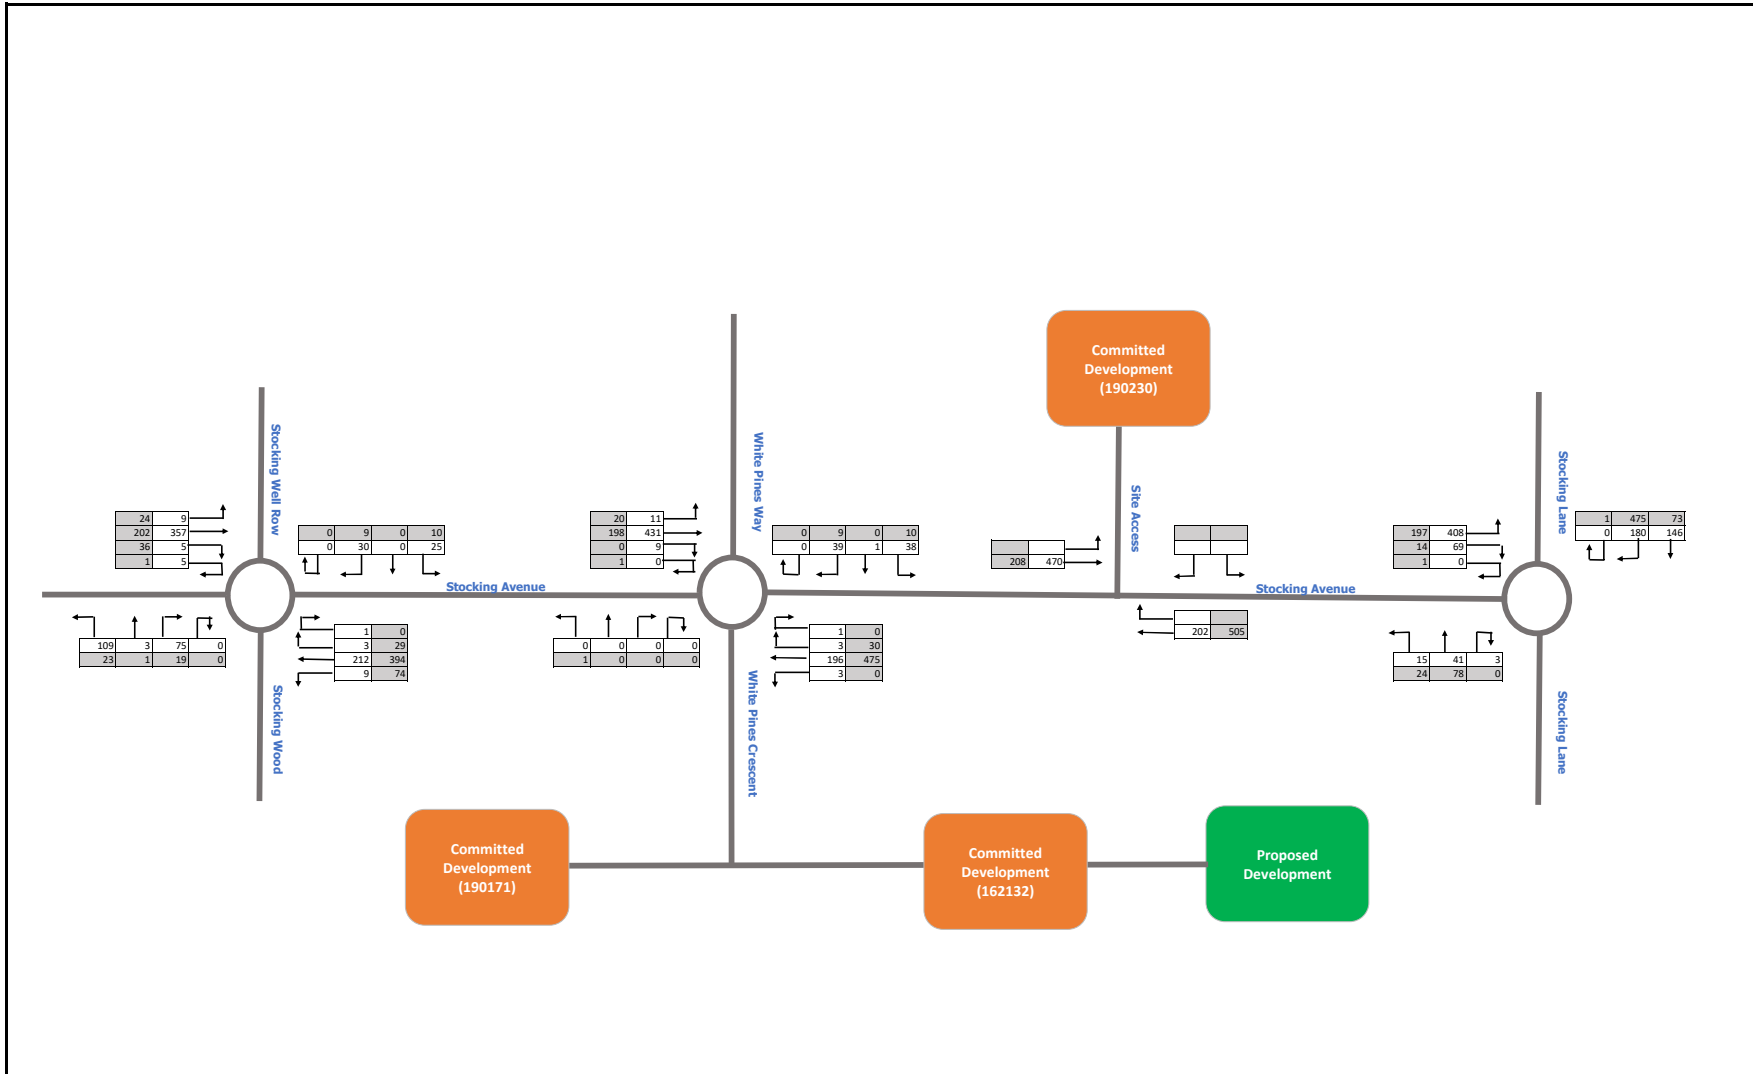 Committed
Development
(190230)
Stocking Well Row
White Pines Way
Site Access
Stocking Lane
24 9
202 357
36 5
1 5
0 9 0 10
0 30 0 25
20 11
198 431
0 9
1 0
0 9 0 10
0 39 1 38
208 470
197 408
14 69
1 0
1 475 73
0 180 146
Stocking Avenue
Stocking Avenue
109 3 75 0
23 1 19 0
1 0
3 29
212 394
9 74
0 0 0 0
1 0 0 0
1 0
3 30
196 475
3 0
202 505
15 41 3
24 78 0
Stocking Wood
White Pines Crescent
Stocking Lane
Committed
Development
(190171)
Committed
Development
(162132)
Proposed
Development